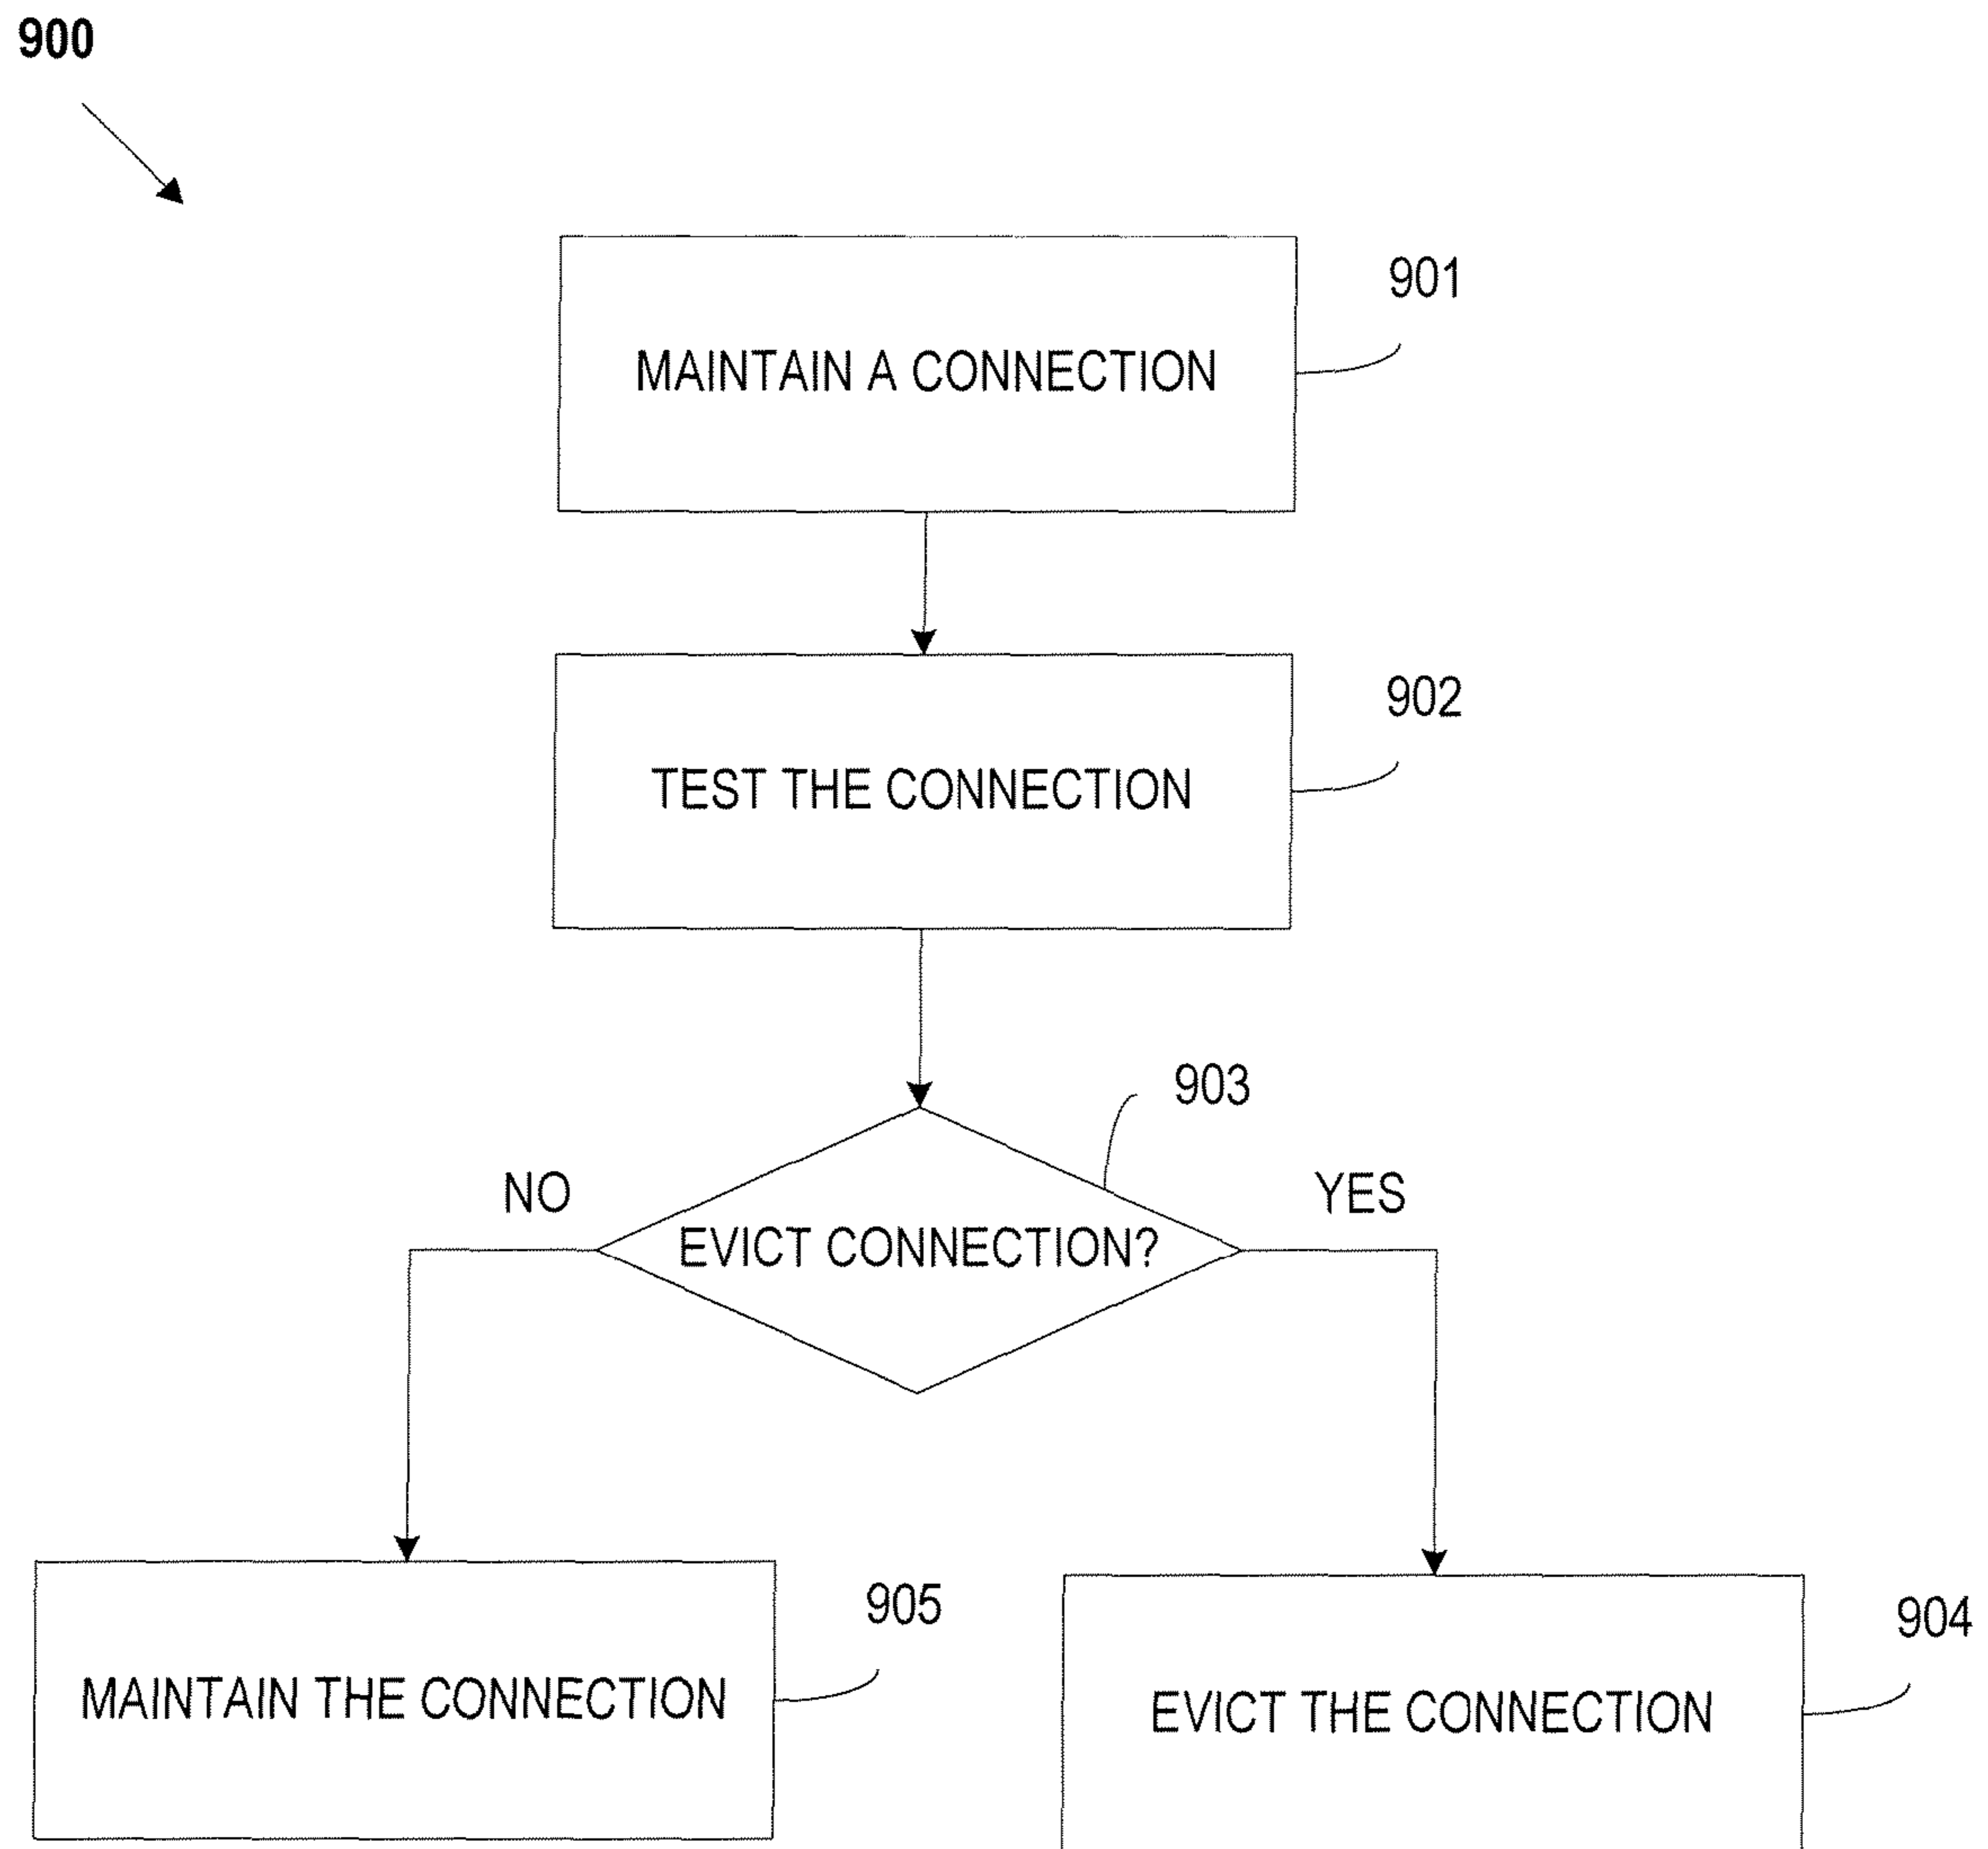 900
901
MAINTAIN A CONNECTION
902
TEST THE CONNECTION
903
NO
YES
EVICT CONNECTION?
905
904
MAINTAIN THE CONNECTION
EVICT THE CONNECTION